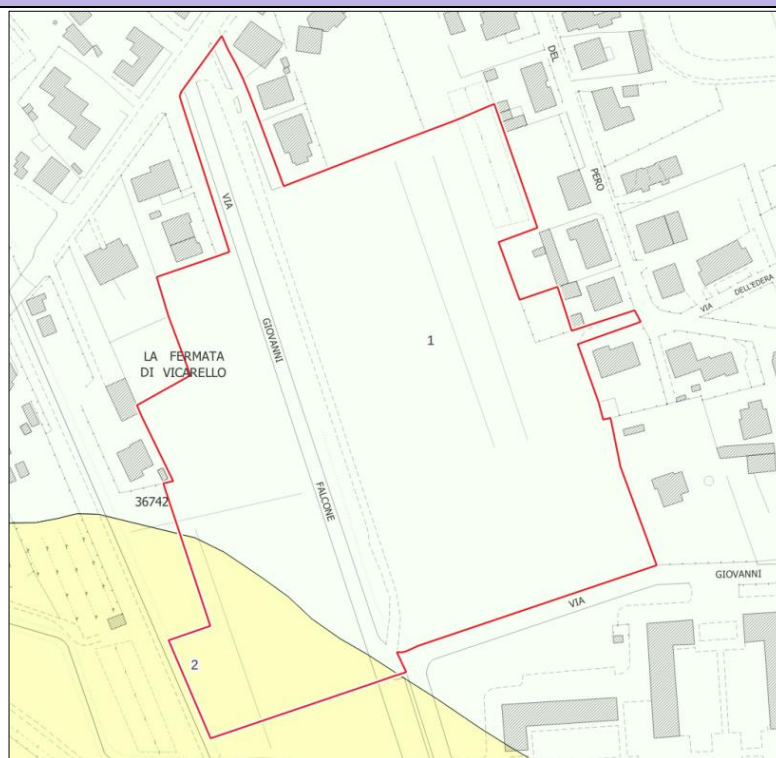 DEL
PERO
VIA
DELL'EDERA
VIA
GIOVANNI
FALCONE
1
LA FERMATA
DI VICARELLO
36742
2
VIA
GIOVANNI